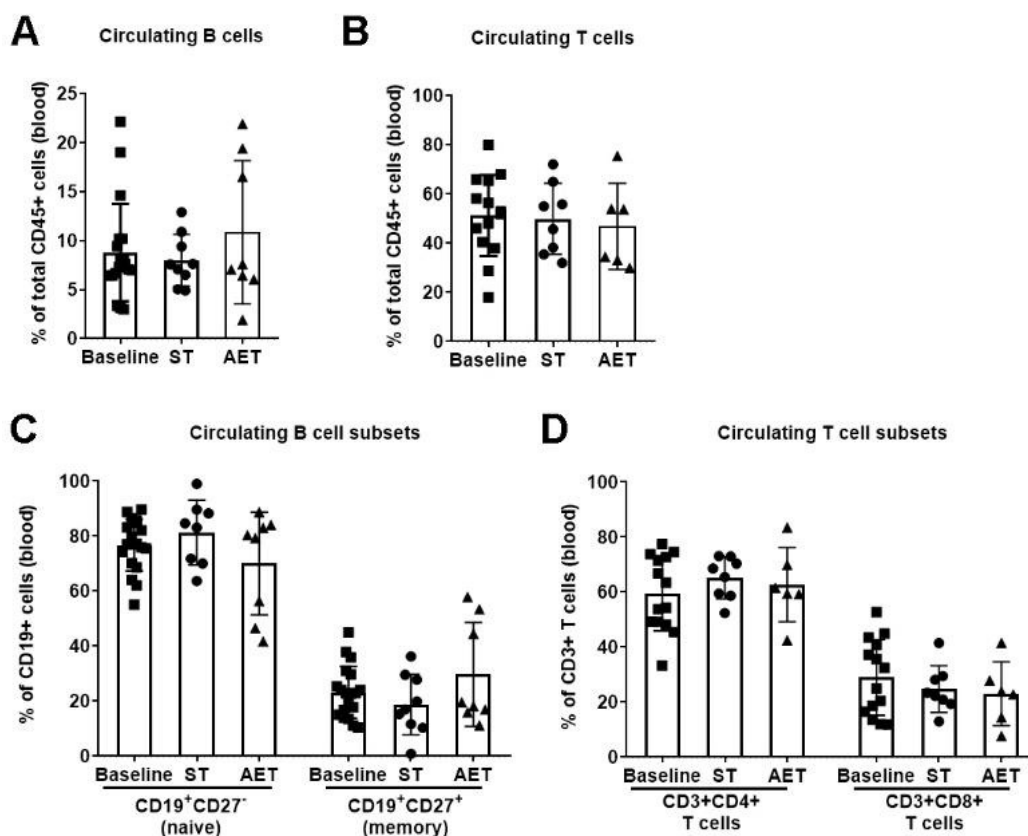 A
Circulating B cells
% of total CD45+ cells (blood)
25
20
15
10
5
0
Baseline ST AET
B
Circulating T cells
% of total CD45+ cells (blood)
100
80
60
40
20
0
Baseline ST AET
C
Circulating B cell subsets
% of CD19+ cells (blood)
100
80
60
40
20
0
Baseline ST AET Baseline ST AET
CD19⁺CD27⁻ CD19⁺CD27⁺
(naive) (memory)
D
Circulating T cell subsets
% of CD3+ T cells (blood)
100
80
60
40
20
0
Baseline ST AET Baseline ST AET
CD3+CD4+ CD3+CD8+
T cells T cells